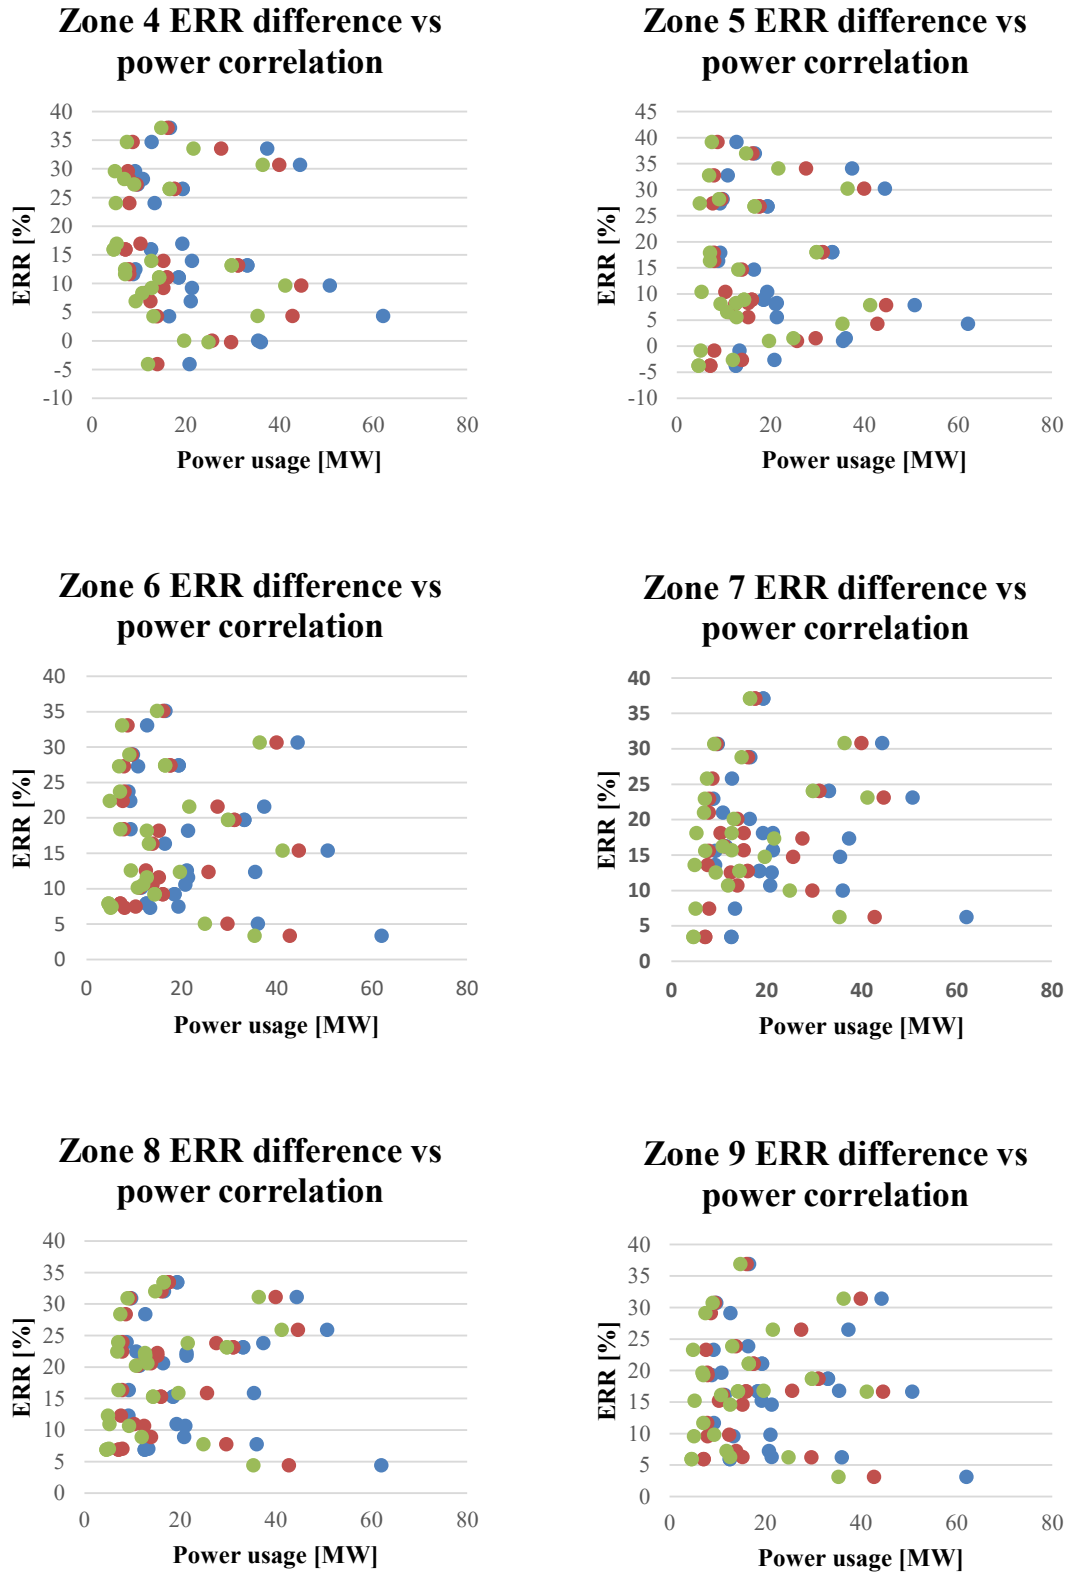 Zone 4 ERR difference vs
power correlation
40
35
30
25
20
15
10
5
0
-5
-10
ERR [%]
0 20 40 60 80
Power usage [MW]
Zone 5 ERR difference vs
power correlation
45
40
35
30
25
20
15
10
5
0
-5
-10
ERR [%]
0 20 40 60 80
Power usage [MW]
Zone 6 ERR difference vs
power correlation
40
35
30
25
20
15
10
5
0
ERR [%]
0 20 40 60 80
Power usage [MW]
Zone 7 ERR difference vs
power correlation
40
35
30
25
20
15
10
5
0
ERR [%]
0 20 40 60 80
Power usage [MW]
Zone 8 ERR difference vs
power correlation
40
35
30
25
20
15
10
5
0
ERR [%]
0 20 40 60 80
Power usage [MW]
Zone 9 ERR difference vs
power correlation
40
35
30
25
20
15
10
5
0
ERR [%]
0 20 40 60 80
Power usage [MW]